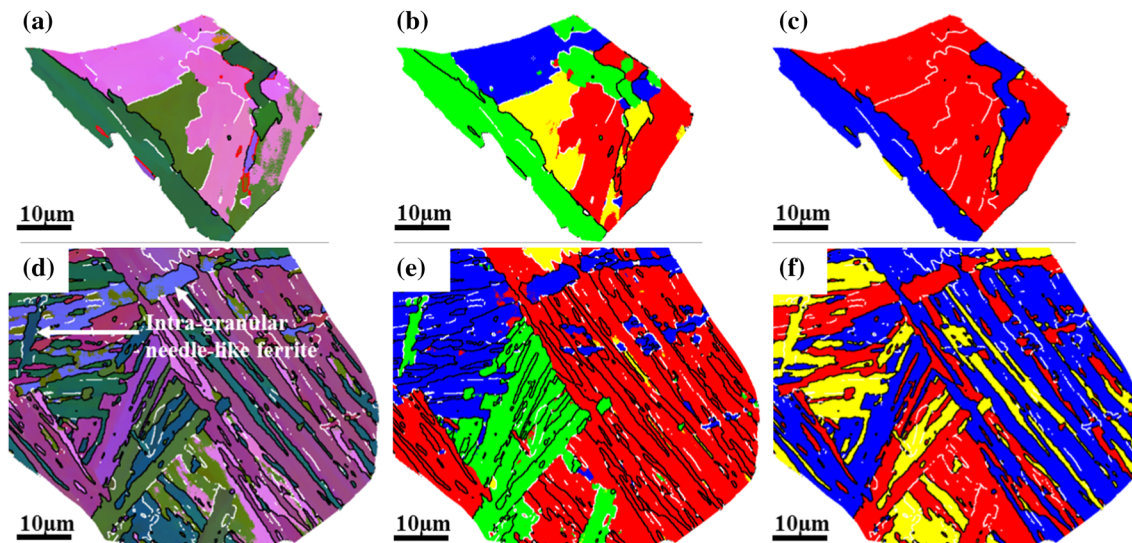 (a)
(b)
(c)
10μm
10μm
10μm
(d)
(e)
(f)
Intra-granular
needle-like ferrite
10μm
10μm
10μm